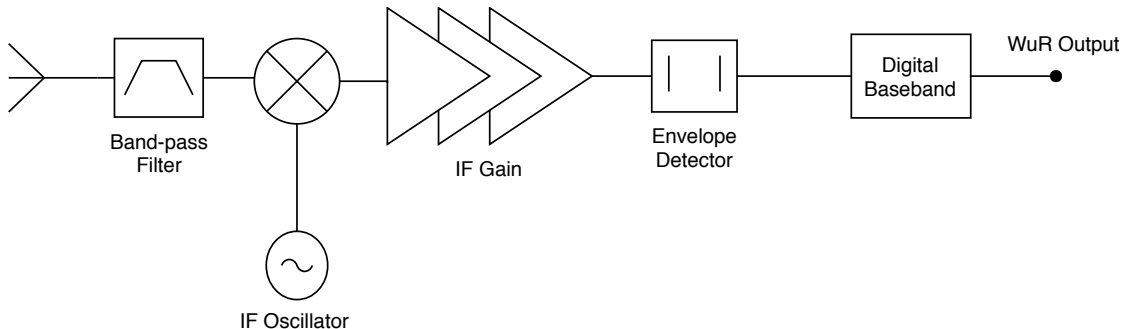 WuR Output
Digital
Baseband
Band-pass
Filter
IF Gain
Envelope
Detector
IF Oscillator